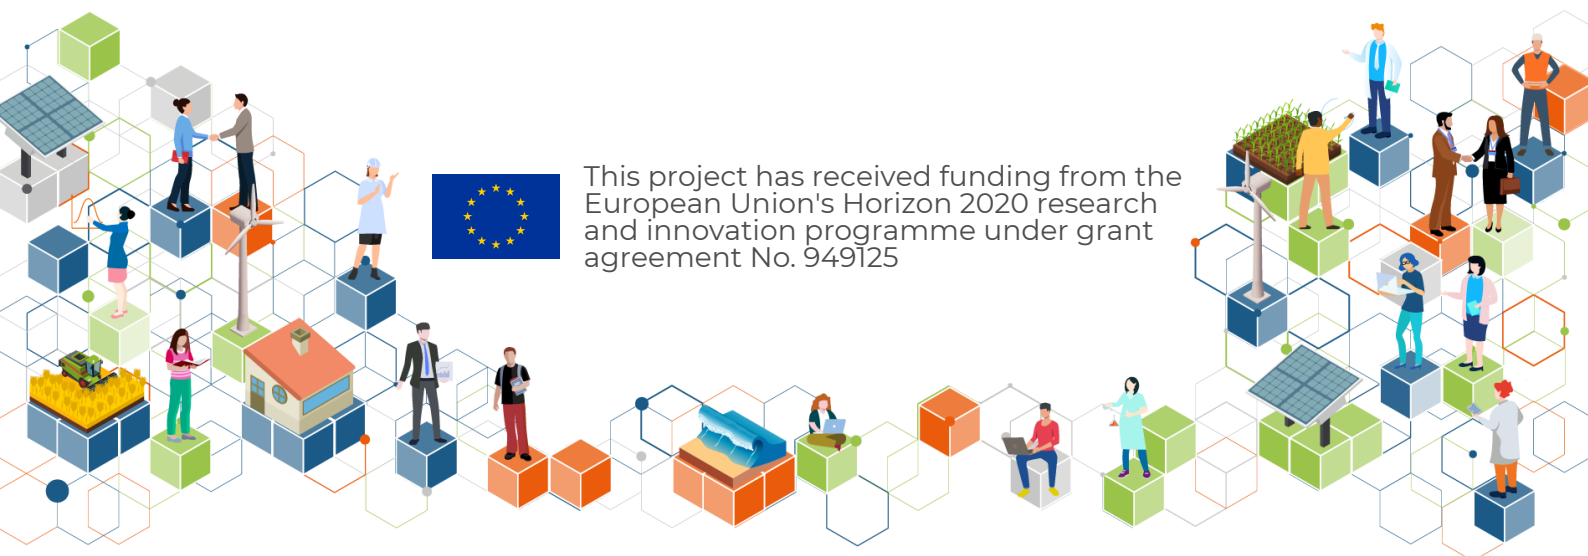 This project has received funding from the
European Union's Horizon 2020 research
and innovation programme under grant
agreement No. 949125